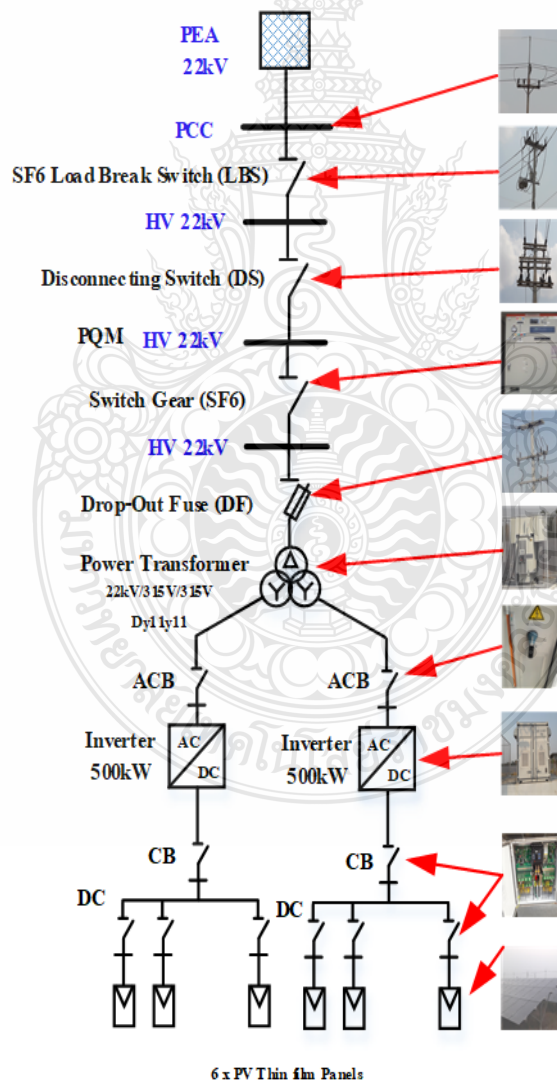 PEA
22kV
PCC
SF6 Load Break Switch (LBS)
HV 22kV
Disconnecting Switch (DS)
PQM HV 22kV
Switch Gear (SF6)
HV 22kV
Drop-Out Fuse (DF)
Power Transformer
22kV/315V/315V
Dy11y11
ACB ACB
Inverter
500kW
AC
DC
Inverter
500kW
AC
DC
CB CB
DC DC
6 x PV Thin film Panels